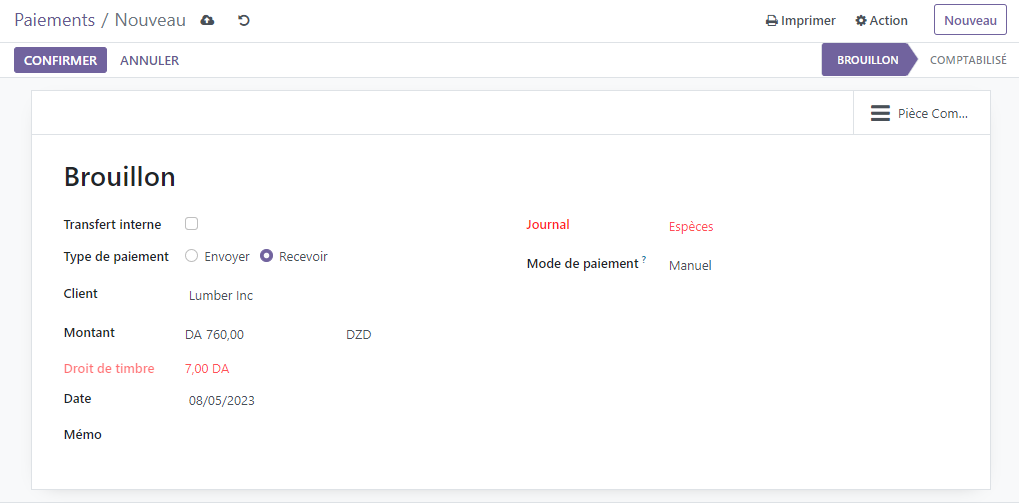 Paiements / Nouveau
Imprimer
Action
Nouveau
CONFIRMER
ANNULER
BROUILLON
COMPTABILISÉ
Pièce Com...
Brouillon
Transfert interne
Type de paiement Envoyer Recevoir
Client Lumber Inc
Montant DA 760,00 DZD
Droit de timbre 7,00 DA
Date 08/05/2023
Mémo
Journal Espèces
Mode de paiement ? Manuel